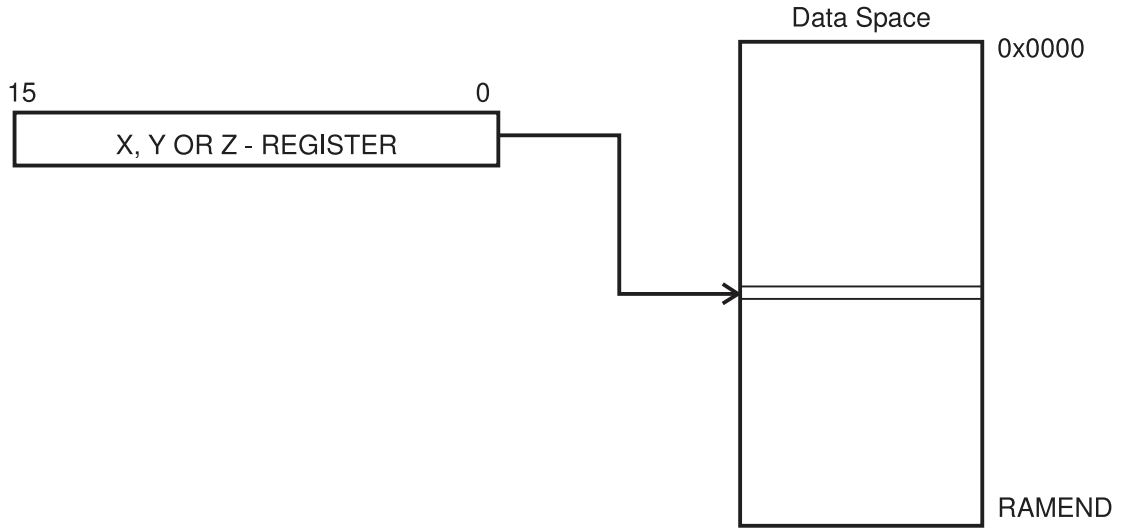 Data Space
0x0000
15 0
X, Y OR Z - REGISTER
RAMEND